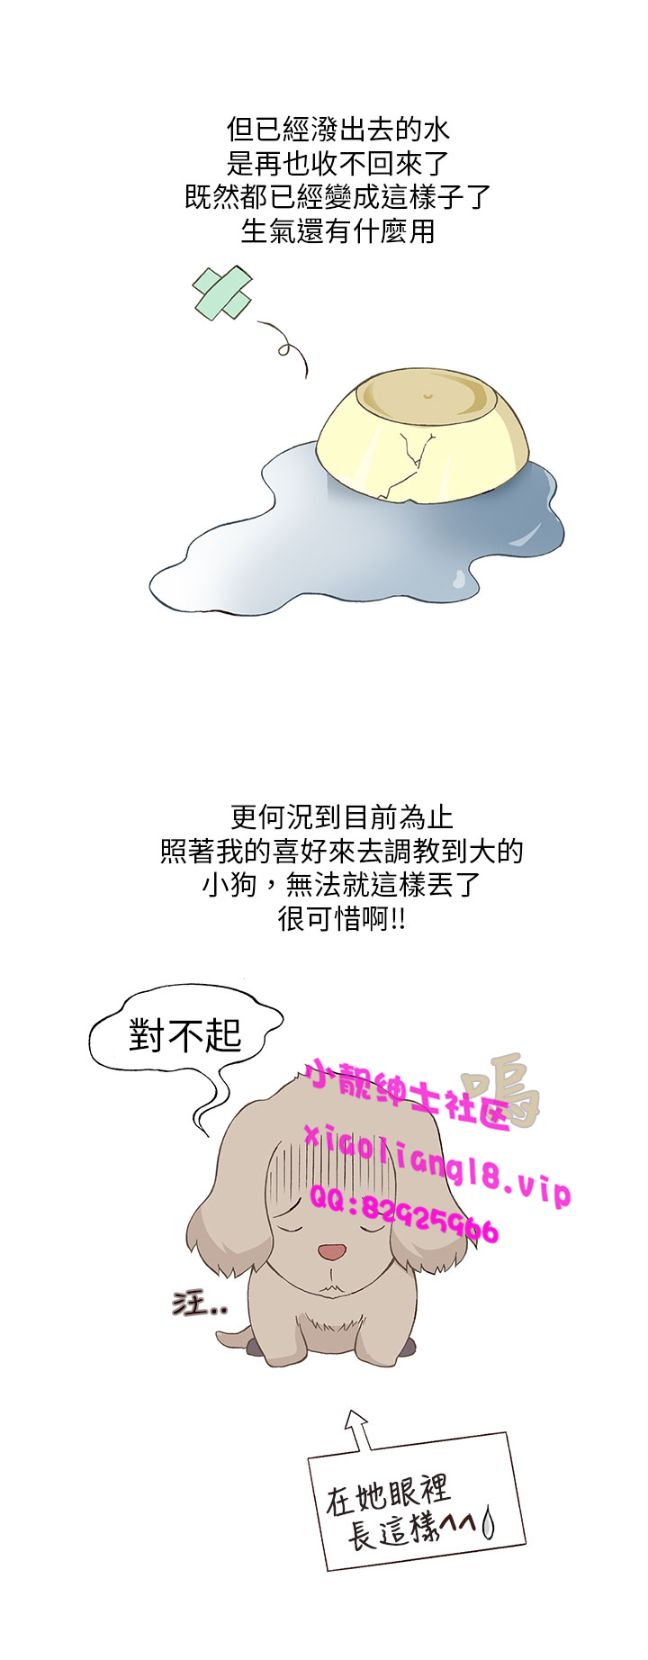 但已經潑出去的水
是再也收不回來了
既然都已經變成這樣子了
生氣還有什麼用
更何況到目前為止
照著我的喜好來去調教到大的
小狗，無法就這樣丟了
很可惜啊!!
對不起
嗚
小靓绅士社区
xiaoliang18.vip
QQ:82925966
汪..
在她眼裡
長這樣^^